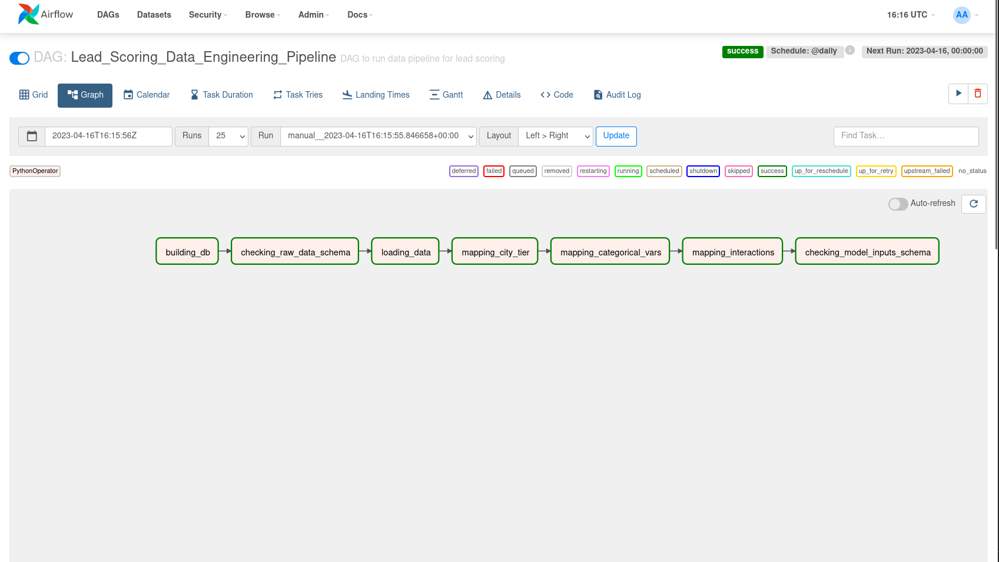 Airflow DAGs Datasets Security Browse Admin Docs 16:16 UTC AA
DAG: Lead_Scoring_Data_Engineering_Pipeline DAG to run data pipeline for lead scoring success Schedule: @daily i Next Run: 2023-04-16, 00:00:00
Grid Graph Calendar Task Duration Task Tries Landing Times Gantt Details Code Audit Log
2023-04-16T16:15:56Z Runs 25 Run manual__2023-04-16T16:15:55.846658+00:00 Layout Left > Right Update Find Task...
PythonOperator deferred failed queued removed restarting running scheduled shutdown skipped success up_for_reschedule up_for_retry upstream_failed no_status
Auto-refresh
building_db checking_raw_data_schema loading_data mapping_city_tier mapping_categorical_vars mapping_interactions checking_model_inputs_schema